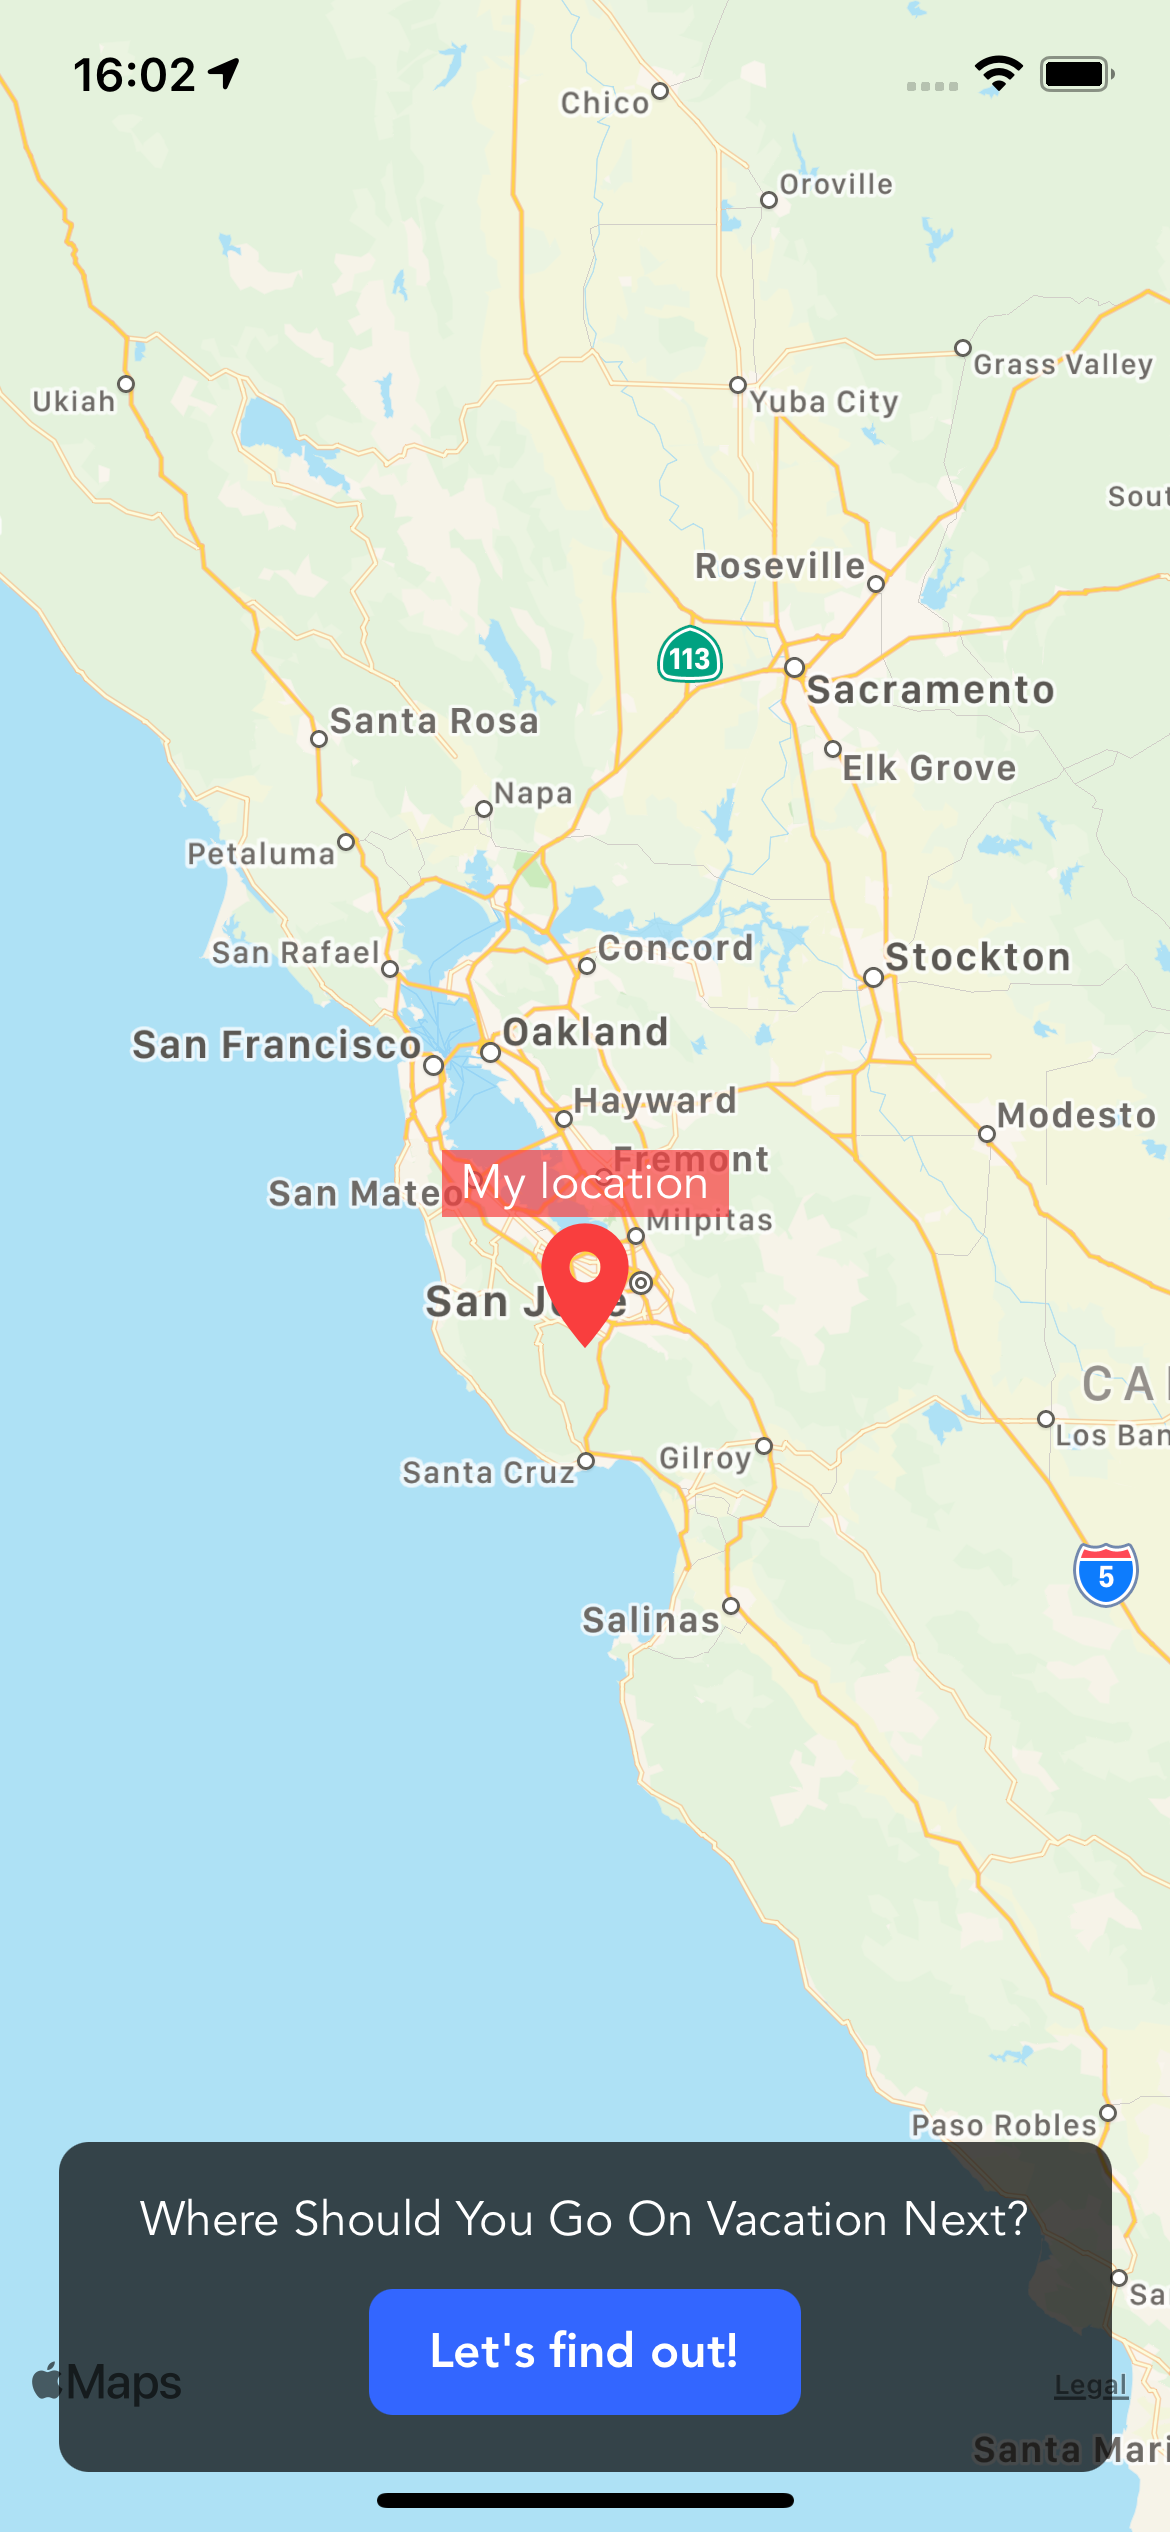 16:02
Chico
Oroville
Grass Valley
Ukiah
Yuba City
Roseville
113
Sacramento
Santa Rosa
Elk Grove
Napa
Petaluma
San Rafael
Concord
Stockton
San Francisco
Oakland
Hayward
Modesto
Fremont
My location
San Mateo
Milpitas
San Jose
CA
Los Ban
Gilroy
Santa Cruz
5
Salinas
Paso Robles
Where Should You Go On Vacation Next?
Sa
Let's find out!
Maps
Legal
Santa Mari